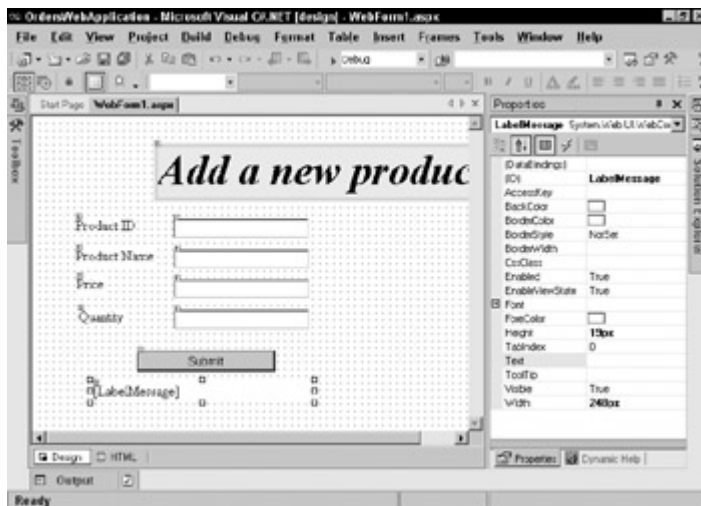 OrdersWebApplication - Microsoft Visual C#.NET [design] - WebForm1.aspx
File Edit View Project Build Debug Format Table Insert Frames Tools Window Help
Debug
B I U A
Start Page WebForm1.aspx
Toolbox
Add a new produc
Product ID
Product Name
Price
Quantity
Submit
[LabelMessage]
Design HTML
Output
Ready
Properties
LabelMessage System.Web.UI.WebCo
(DataBindings)
(ID) LabelMessage
AccessKey
BackColor
BorderColor
BorderStyle NotSet
BorderWidth
CssClass
Enabled True
EnableViewState True
Font
ForeColor
Height 19px
TabIndex 0
Text
ToolTip
Visible True
Width 248px
Properties Dynamic Help
Solution Explorer